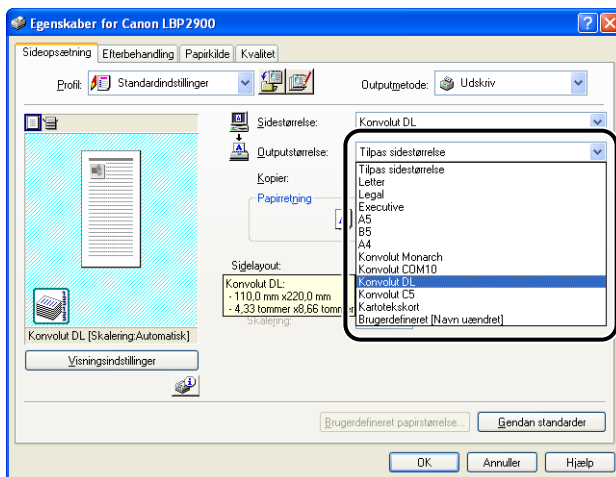 Egenskaber for Canon LBP2900
Sideopsætning Efterbehandling Papirkilde Kvalitet
Profil: Standardindstillinger Outputmetode: Udskriv
Sidestørrelse: Konvolut DL
Outputstørrelse: Tilpas sidestørrelse
Kopier:
Papirretning
Tilpas sidestørrelse
Letter
Legal
Executive
A5
B5
A4
Konvolut Monarch
Konvolut COM10
Konvolut DL
Konvolut C5
Kartotekskort
Brugerdefineret [Navn uændret]
A
Sidelayout:
Konvolut DL:
- 110,0 mm x220,0 mm
- 4,33 tommer x8,66 tommer
Skalering:
Konvolut DL [Skalering:Automatisk]
Visningsindstillinger
Brugerdefineret papirstørrelse... Gendan standarder
OK Annuller Hjælp